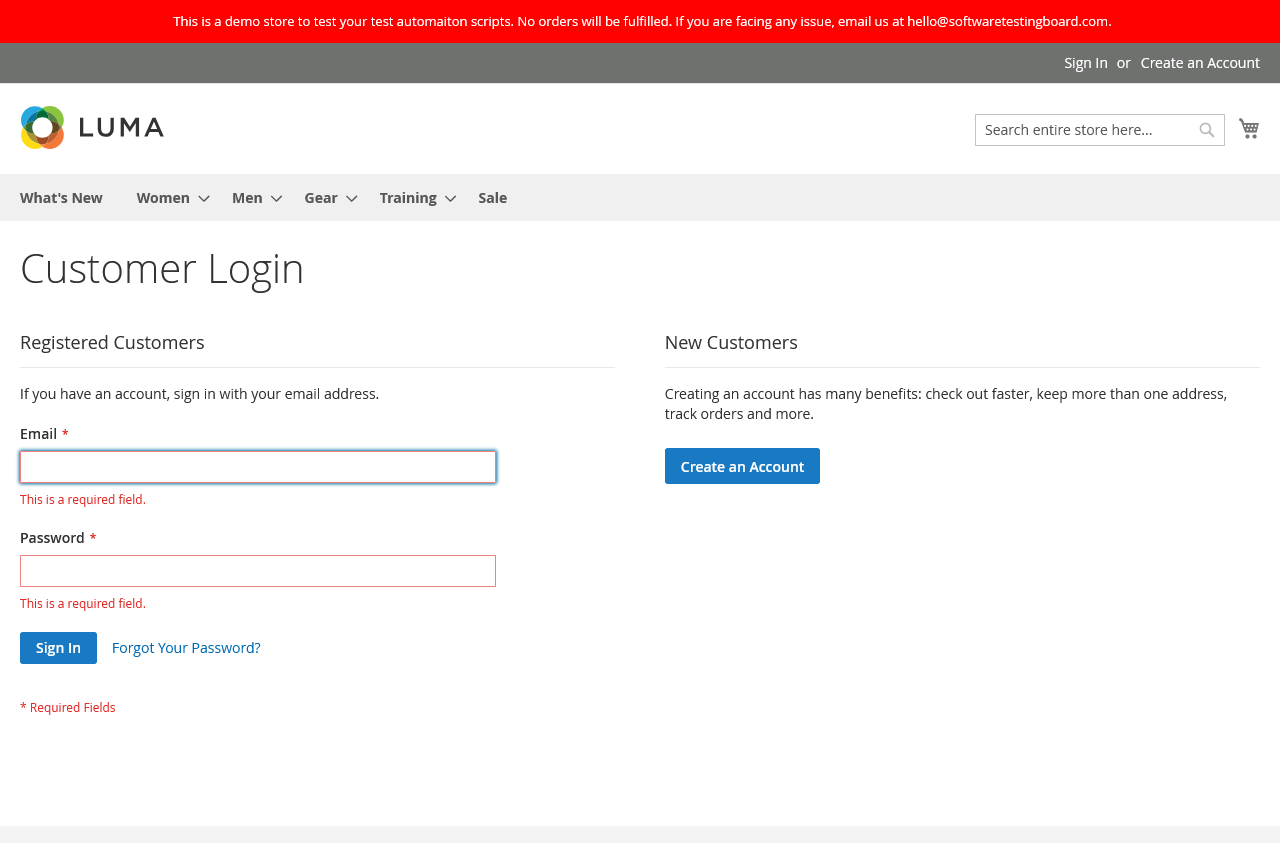 This is a demo store to test your test automaiton scripts. No orders will be fulfilled. If you are facing any issue, email us at hello@softwaretestingboard.com.
Sign In or Create an Account
LUMA
Search entire store here...
What's New Women Men Gear Training Sale
Customer Login
Registered Customers
If you have an account, sign in with your email address.
Email *
This is a required field.
Password *
This is a required field.
Sign In Forgot Your Password?
* Required Fields
New Customers
Creating an account has many benefits: check out faster, keep more than one address,
track orders and more.
Create an Account